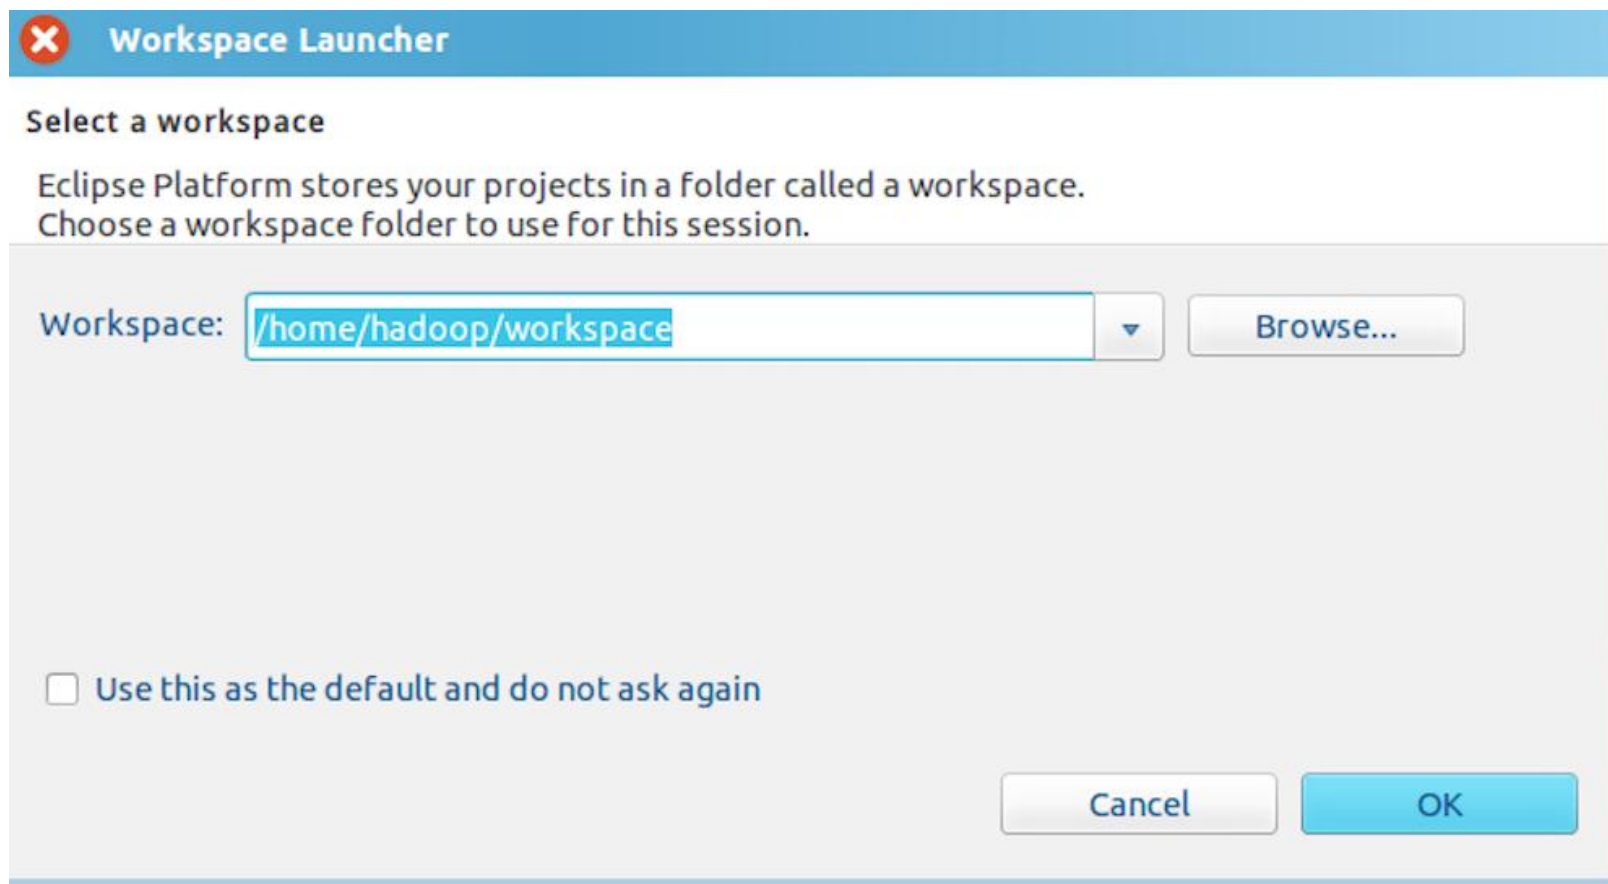 Workspace Launcher
Select a workspace
Eclipse Platform stores your projects in a folder called a workspace.
Choose a workspace folder to use for this session.
Workspace: /home/hadoop/workspace Browse...
Use this as the default and do not ask again
Cancel OK